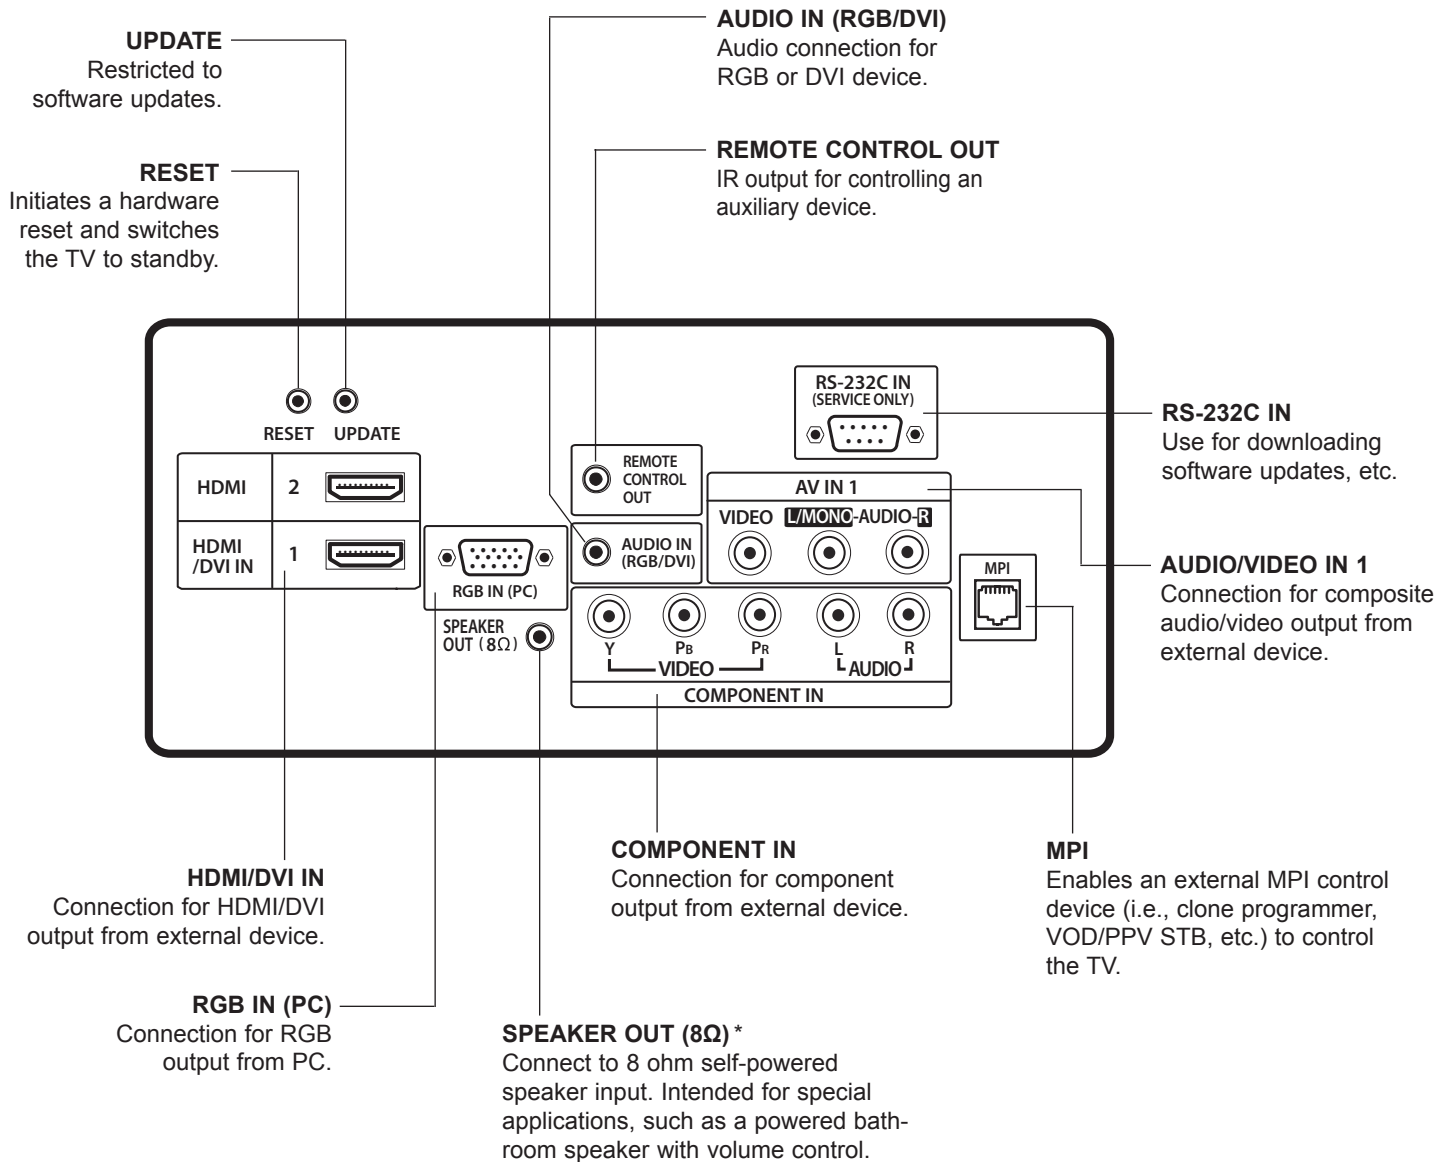 UPDATE
Restricted to
software updates.
RESET
Initiates a hardware
reset and switches
the TV to standby.
AUDIO IN (RGB/DVI)
Audio connection for
RGB or DVI device.
REMOTE CONTROL OUT
IR output for controlling an
auxiliary device.
RESET UPDATE
HDMI 2
HDMI
/DVI IN 1
RGB IN (PC)
SPEAKER
OUT (8Ω)
REMOTE
CONTROL
OUT
AUDIO IN
(RGB/DVI)
RS-232C IN
(SERVICE ONLY)
AV IN 1
VIDEO L/MONO-AUDIO-R
Y PB PR L R
VIDEO AUDIO
COMPONENT IN
MPI
RS-232C IN
Use for downloading
software updates, etc.
AUDIO/VIDEO IN 1
Connection for composite
audio/video output from
external device.
HDMI/DVI IN
Connection for HDMI/DVI
output from external device.
RGB IN (PC)
Connection for RGB
output from PC.
SPEAKER OUT (8Ω) *
Connect to 8 ohm self-powered
speaker input. Intended for special
applications, such as a powered bath-
room speaker with volume control.
COMPONENT IN
Connection for component
output from external device.
MPI
Enables an external MPI control
device (i.e., clone programmer,
VOD/PPV STB, etc.) to control
the TV.